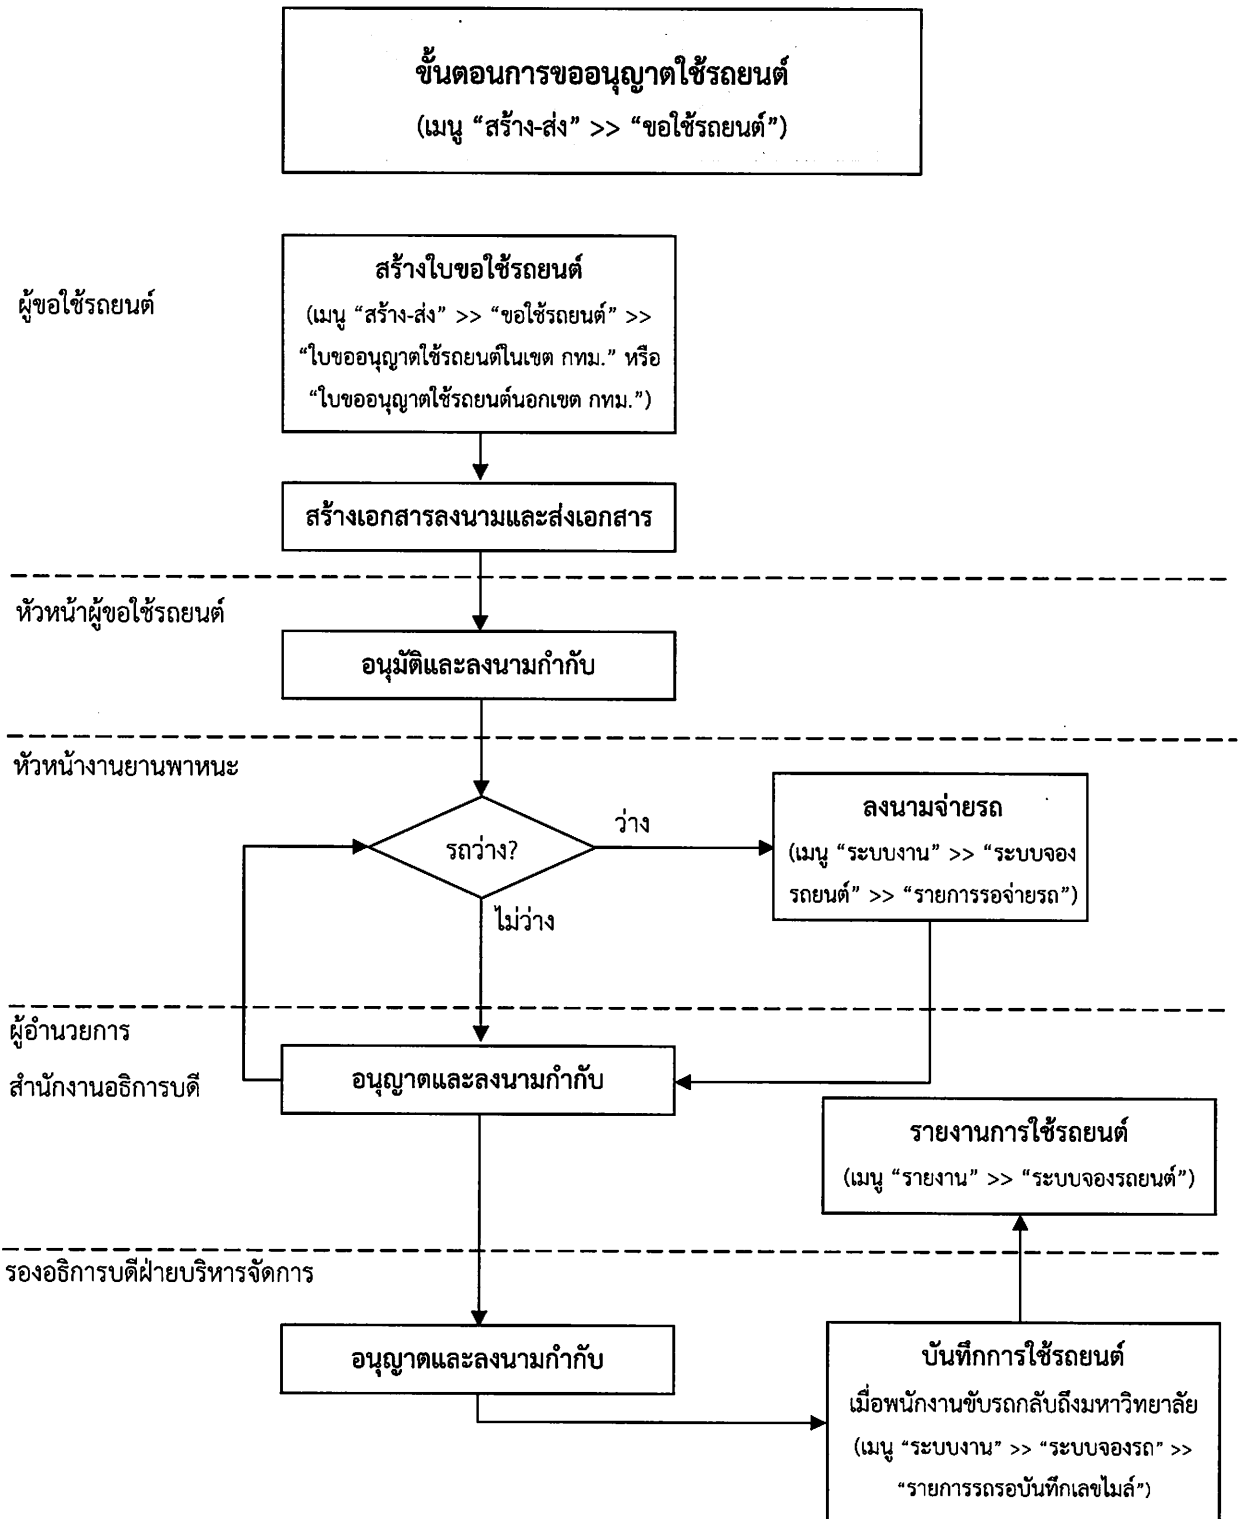 ขั้นตอนการขออนุญาตใช้รถยนต์
(เมนู “สร้าง-ส่ง” >> “ขอใช้รถยนต์”)
ผู้ขอใช้รถยนต์
สร้างใบขอใช้รถยนต์
(เมนู “สร้าง-ส่ง” >> “ขอใช้รถยนต์” >>
“ใบขออนุญาตใช้รถยนต์ในเขต กทม.” หรือ
“ใบขออนุญาตใช้รถยนต์นอกเขต กทม.”)
สร้างเอกสารลงนามและส่งเอกสาร
หัวหน้าผู้ขอใช้รถยนต์
อนุมัติและลงนามกำกับ
หัวหน้างานยานพาหนะ
รถว่าง?
ว่าง
ไม่ว่าง
ลงนามจ่ายรถ
(เมนู “ระบบงาน” >> “ระบบจอง
รถยนต์” >> “รายการรอจ่ายรถ”)
ผู้อำนวยการ
สำนักงานอธิการบดี
อนุญาตและลงนามกำกับ
รายงานการใช้รถยนต์
(เมนู “รายงาน” >> “ระบบจองรถยนต์”)
รองอธิการบดีฝ่ายบริหารจัดการ
อนุญาตและลงนามกำกับ
บันทึกการใช้รถยนต์
เมื่อพนักงานขับรถกลับถึงมหาวิทยาลัย
(เมนู “ระบบงาน” >> “ระบบจองรถ” >>
“รายการรถรอบันทึกเลขไมล์”)